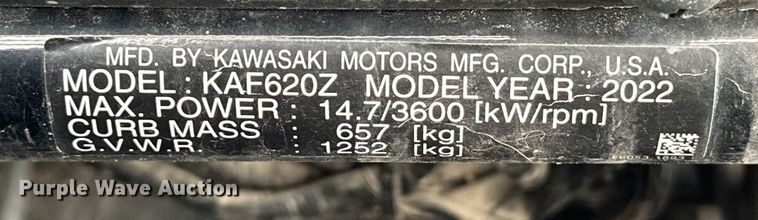 MFD. BY KAWASAKI MOTORS MFG. CORP., U.S.A.
MODEL : KAF620Z MODEL YEAR : 2022
MAX. POWER : 14.7/3600 [kW/rpm]
CURB MASS : 657 [kg]
G.V.W.R. : 1252 [kg]
Purple Wave Auction